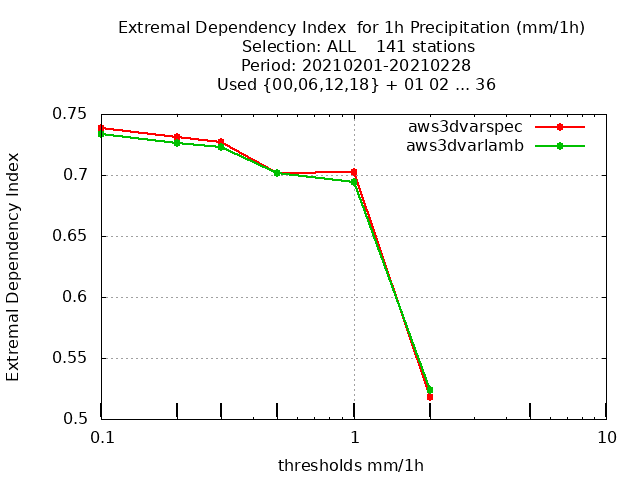 Extremal Dependency Index  for 1h Precipitation (mm/1h)
Selection: ALL    141 stations
Period: 20210201-20210228
Used {00,06,12,18} + 01 02 ... 36
aws3dvarspec
aws3dvarlamb
0.75
0.7
0.65
0.6
0.55
0.5
Extremal Dependency Index
0.1
1
10
thresholds mm/1h